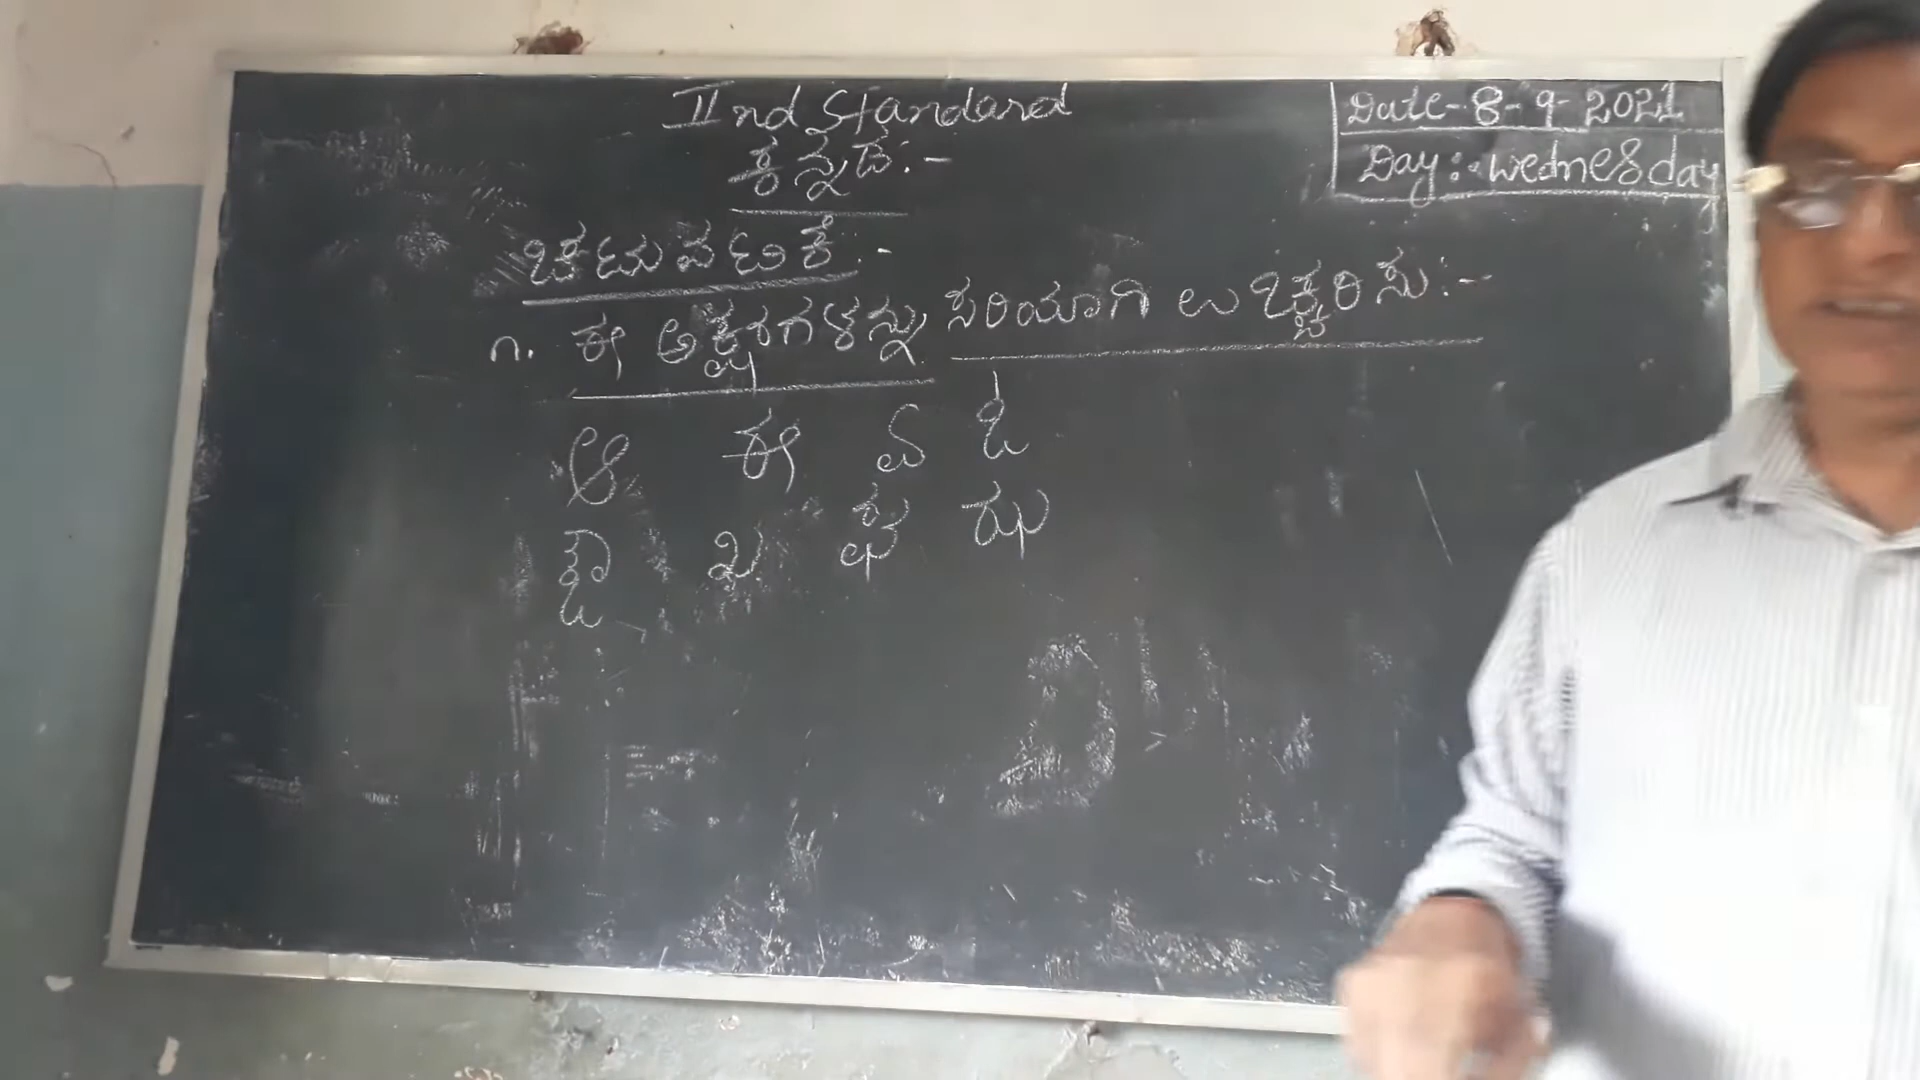 IInd Standard
Date-8-9-2021
ಕನ್ನಡ:-
Day:-Wednesday
ಚಟುವಟಿಕೆ:-
೧. ಈ ಅಕ್ಷರಗಳನ್ನು ಸರಿಯಾಗಿ ಉಚ್ಚರಿಸು:-
ಆ ಈ ಏ ಓ
ಔ ಖ ಛ ಝ